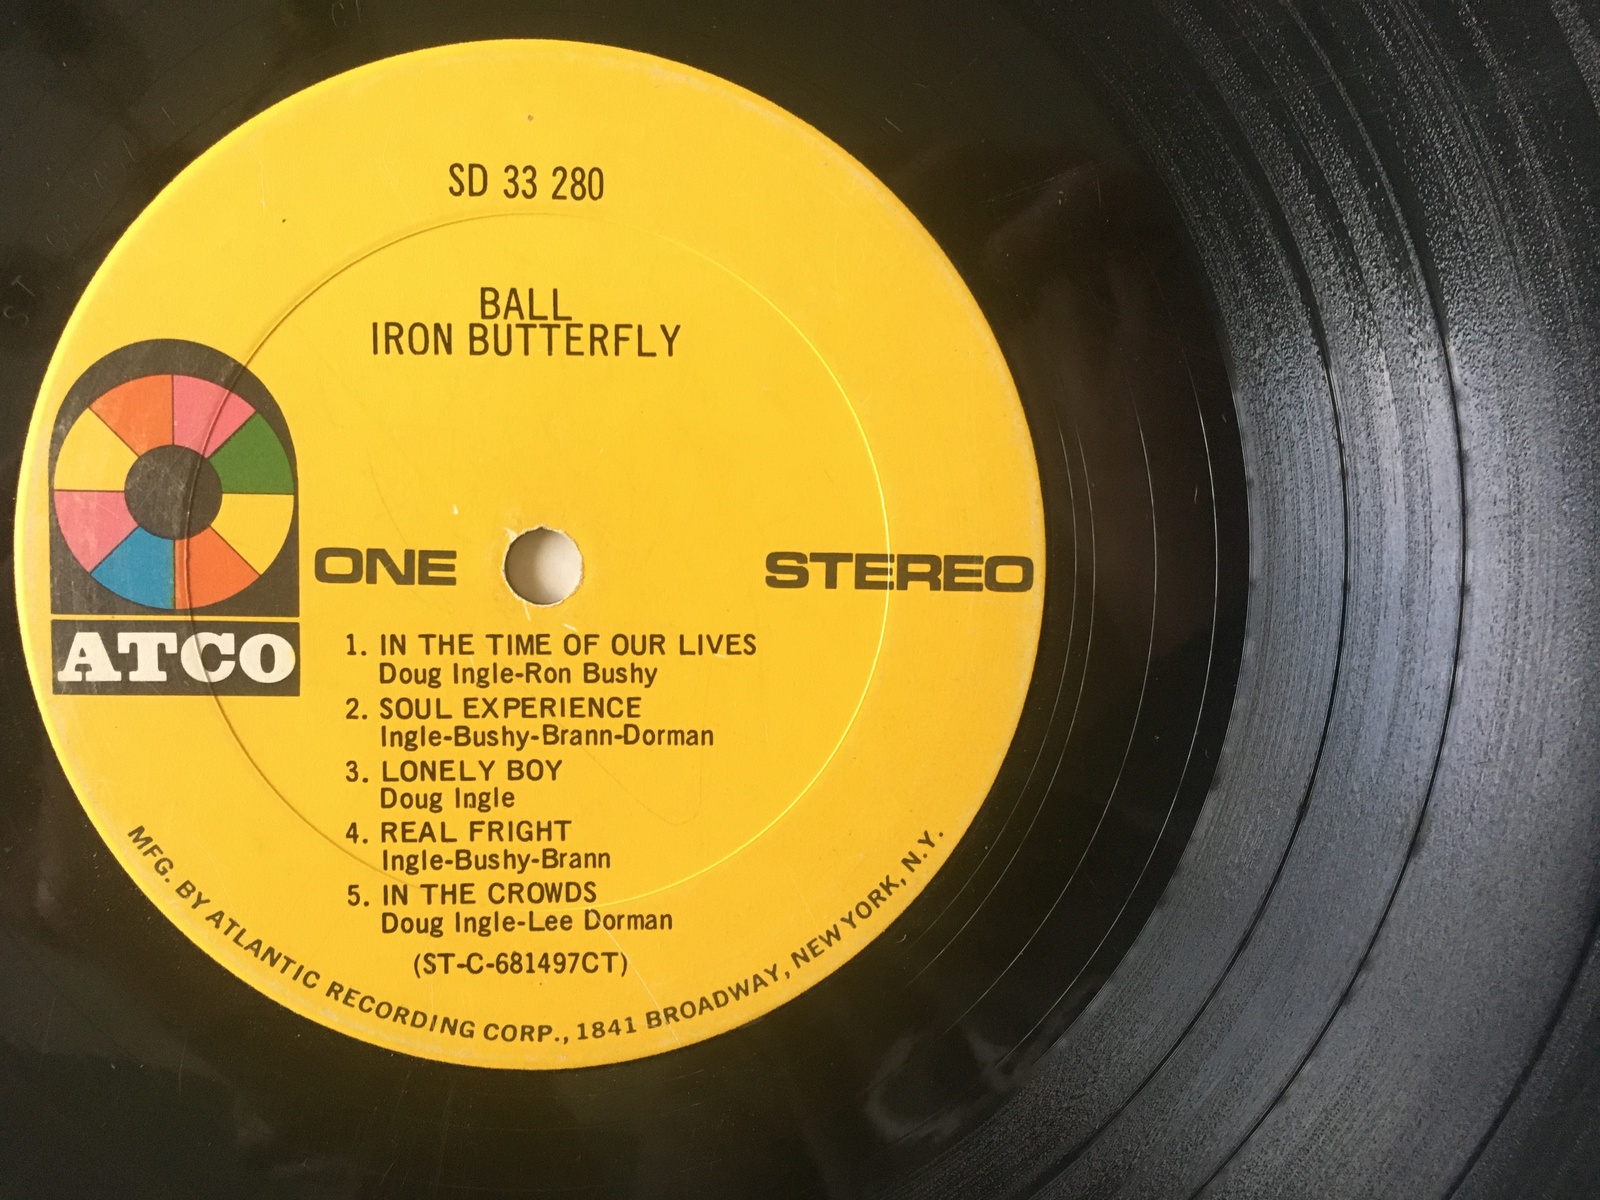 SD 33 280
BALL
IRON BUTTERFLY
ATCO
ONE
STEREO
1. IN THE TIME OF OUR LIVES
Doug Ingle-Ron Bushy
2. SOUL EXPERIENCE
Ingle-Bushy-Brann-Dorman
3. LONELY BOY
Doug Ingle
4. REAL FRIGHT
Ingle-Bushy-Brann
5. IN THE CROWDS
Doug Ingle-Lee Dorman
(ST-C-681497CT)
MFG. BY ATLANTIC RECORDING CORP., 1841 BROADWAY, NEW YORK, N.Y.